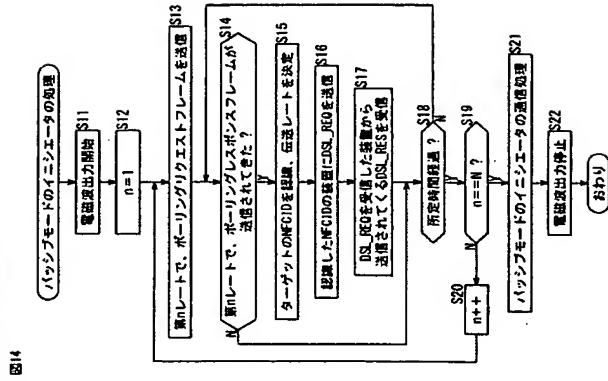 図14
パッシブモードのイニシエータの処理
電磁波出力開始 S11
n=1 S12
第nレートで、ポーリングリクエストフレームを送信 S13
第nレートで、ポーリングレスポンスフレームが S14
送信されてきた？
N
Y
ターゲットのNFCIDを認識、伝送レートを決定 S15
認識したNFCIDの装置にDSL_REQを送信 S16
DSL_REQを受信した装置から S17
送信されてくるDSL_RESを受信
所定時間経過？ S18
N
Y
n==N？ S19
N
Y
n++ S20
パッシブモードのイニシエータの通信処理 S21
電磁波出力停止 S22
おわり